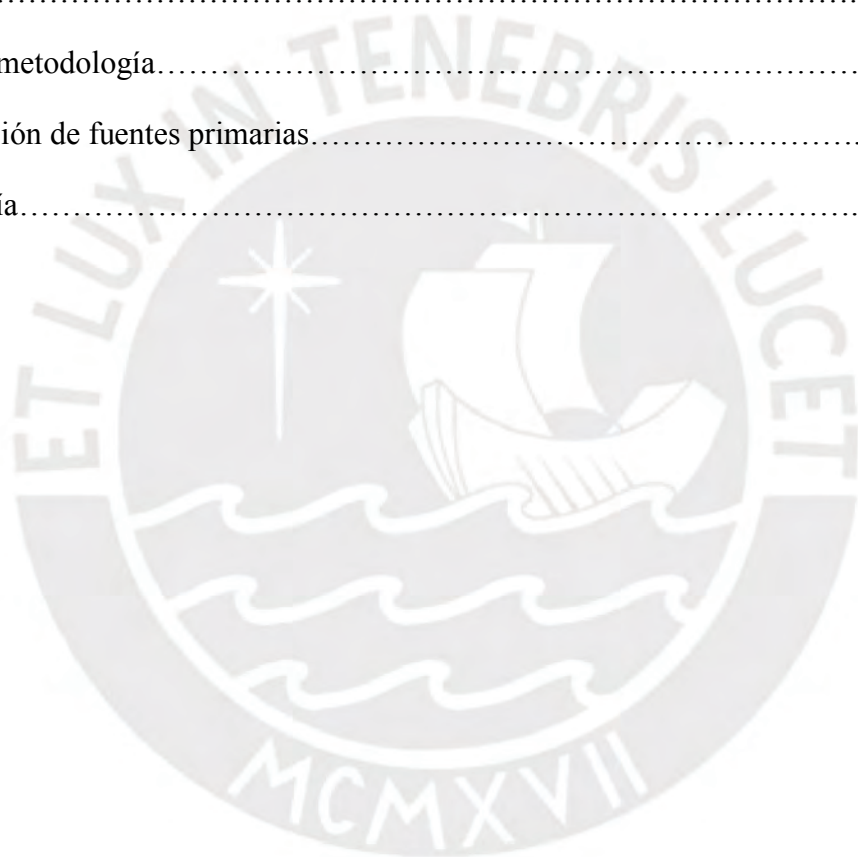 ………………………………………………………………………………
metodología………………………………………………………………
ión de fuentes primarias…………………………………………………
ía…………………………………………………………………………
ET LUX IN TENEBRIS LUCET
MCMXVII